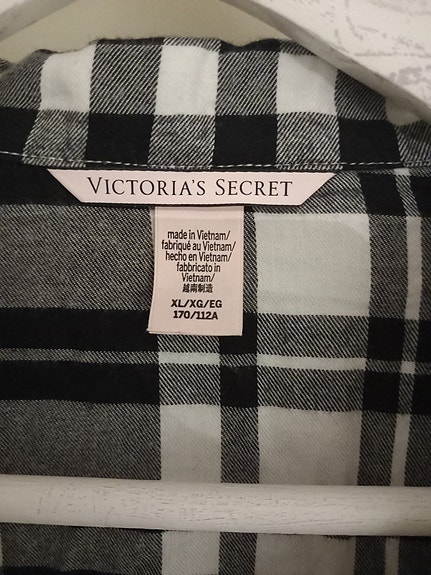 VICTORIA'S SECRET
made in Vietnam/
fabriqué au Vietnam/
hecho en Vietnam/
fabbricato in
Vietnam/
越南制造
XL/XG/EG
170/112A